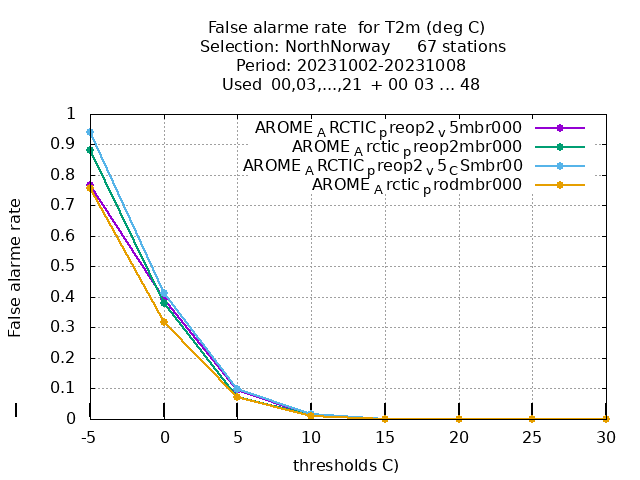 False alarme rate  for T2m (deg C)
Selection: NorthNorway     67 stations
Period: 20231002-20231008
Used  00,03,...,21  + 00 03 ... 48
AROME_ARCTIC_preop2_v5mbr000
AROME_Arctic_preop2mbr000
AROME_ARCTIC_preop2_v5_CSmbr00
AROME_Arctic_prodmbr000
False alarme rate
1
0.9
0.8
0.7
0.6
0.5
0.4
0.3
0.2
0.1
0
-5 0 5 10 15 20 25 30
thresholds C)